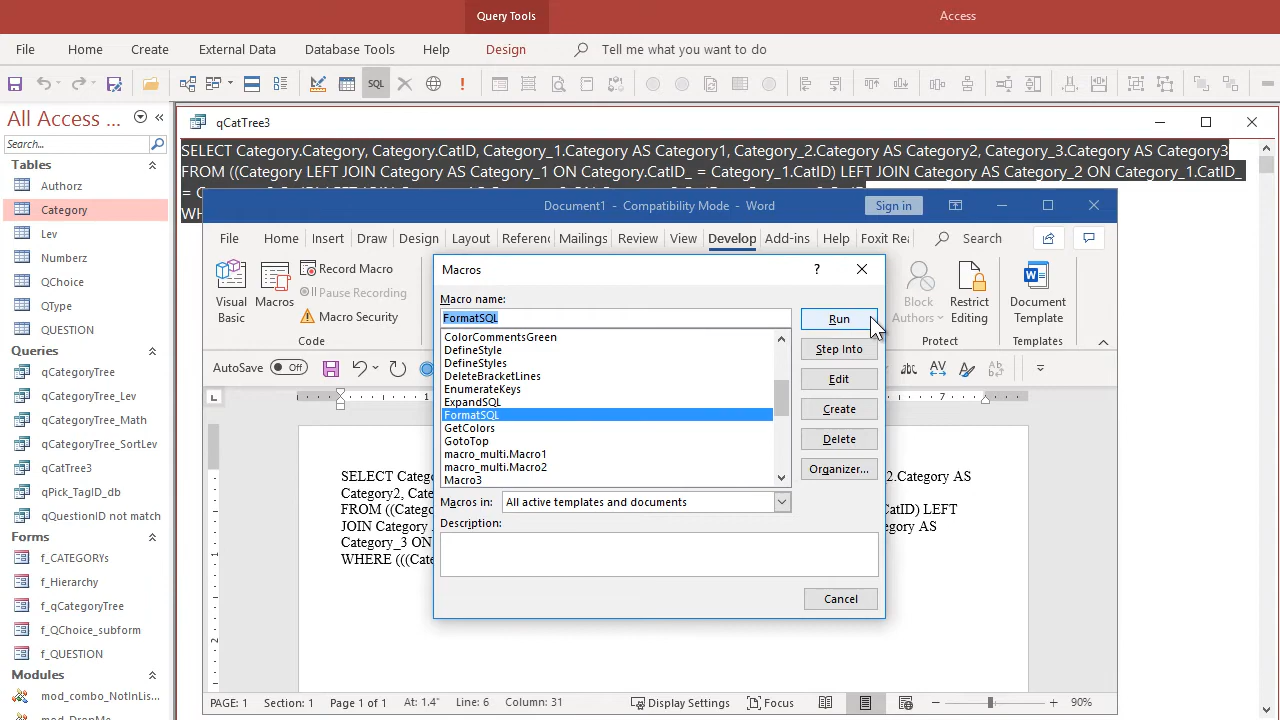 Query Tools
Access
File Home Create External Data Database Tools Help Design Tell me what you want to do
SQL
All Access ...
Search...
Tables
Authorz
Category
Lev
Numberz
QChoice
QType
QUESTION
Queries
qCategoryTree
qCategoryTree_Lev
qCategoryTree_Math
qCategoryTree_SortLev
qCatTree3
qPick_TagID_db
qQuestionID not match
Forms
f_CATEGORYs
f_Hierarchy
f_qCategoryTree
f_QChoice_subform
f_QUESTION
Modules
mod_combo_NotInLis...
qCatTree3
SELECT Category.Category, Category.CatID, Category_1.Category AS Category1, Category_2.Category AS Category2, Category_3.Category AS Category3
FROM ((Category LEFT JOIN Category AS Category_1 ON Category.CatID_ = Category_1.CatID) LEFT JOIN Category AS Category_2 ON Category_1.CatID_
Document1 - Compatibility Mode - Word
Sign in
File Home Insert Draw Design Layout Referenc Mailings Review View Develop Add-ins Help Foxit Rea Search
Visual Basic
Macros
Record Macro
Pause Recording
Macro Security
Code
Block Authors
Restrict Editing
Protect
Document Template
Templates
AutoSave Off
SELECT Categ
2.Category AS
Category2, Cat
FROM ((Categ
CatID) LEFT
JOIN Category
egory AS
Category_3 ON
WHERE (((Cate
Macros
?
Macro name:
FormatSQL
ColorCommentsGreen
DefineStyle
DefineStyles
DeleteBracketLines
EnumerateKeys
ExpandSQL
FormatSQL
GetColors
GotoTop
macro_multi.Macro1
macro_multi.Macro2
Macro3
Run
Step Into
Edit
Create
Delete
Organizer...
Macros in: All active templates and documents
Description:
Cancel
PAGE: 1 Section: 1 Page 1 of 1 At: 1.4" Line: 6 Column: 31 Display Settings Focus 90%